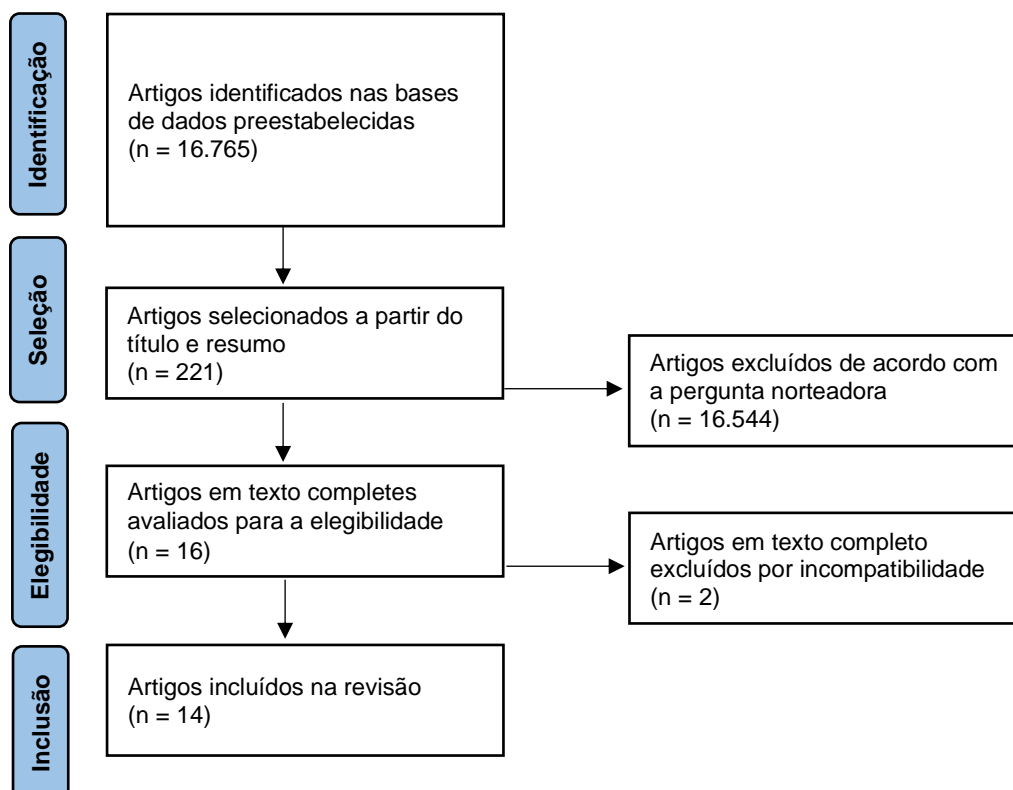 Identificação
Artigos identificados nas bases
de dados preestabelecidas
(n = 16.765)
Seleção
Artigos selecionados a partir do
título e resumo
(n = 221)
Artigos excluídos de acordo com
a pergunta norteadora
(n = 16.544)
Elegibilidade
Artigos em texto completes
avaliados para a elegibilidade
(n = 16)
Artigos em texto completo
excluídos por incompatibilidade
(n = 2)
Inclusão
Artigos incluídos na revisão
(n = 14)